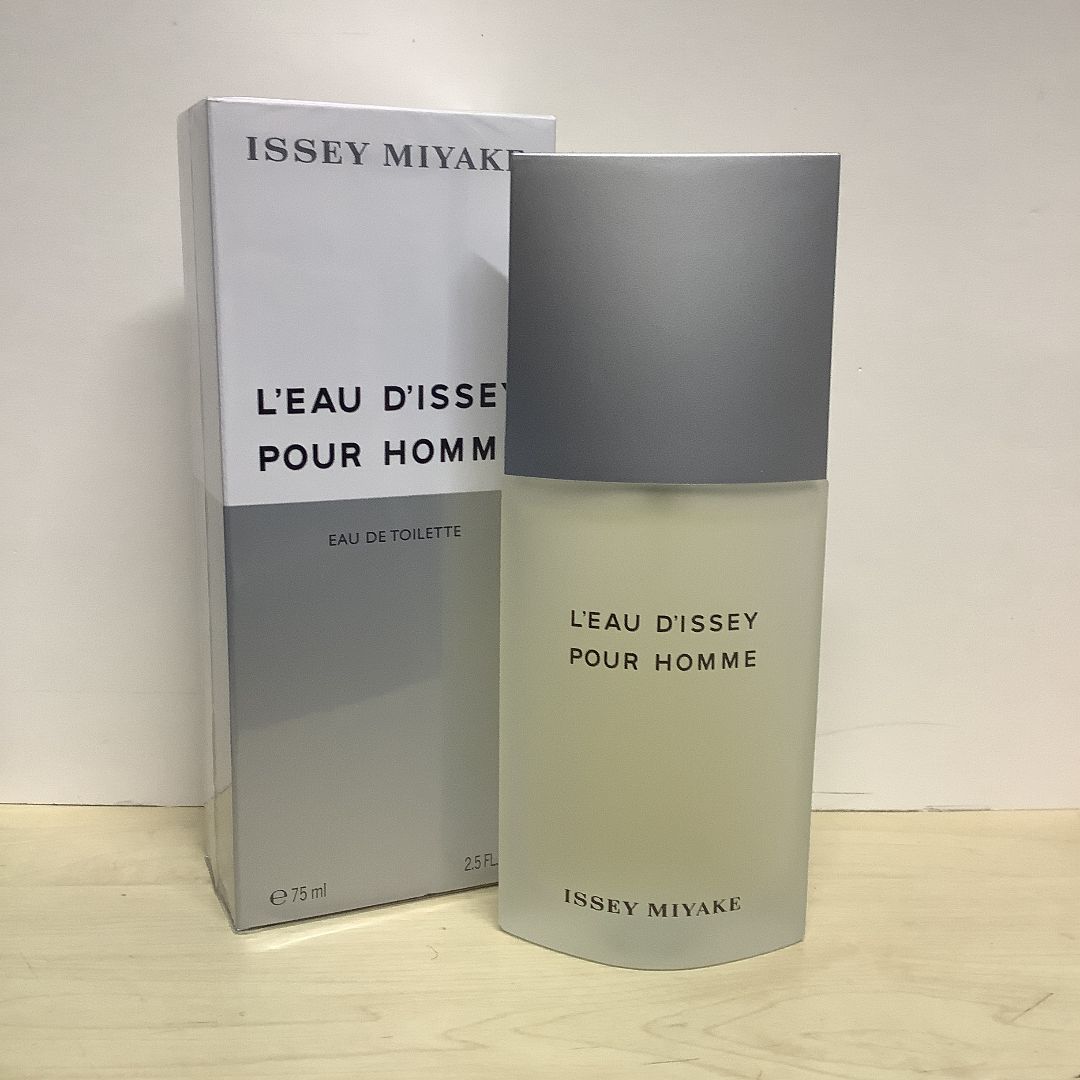 ISSEY MIYAKE
L'EAU D'ISSEY
POUR HOMM
EAU DE TOILETTE
℮ 75 ml
2.5 FL.
L'EAU D'ISSEY
POUR HOMME
ISSEY MIYAKE